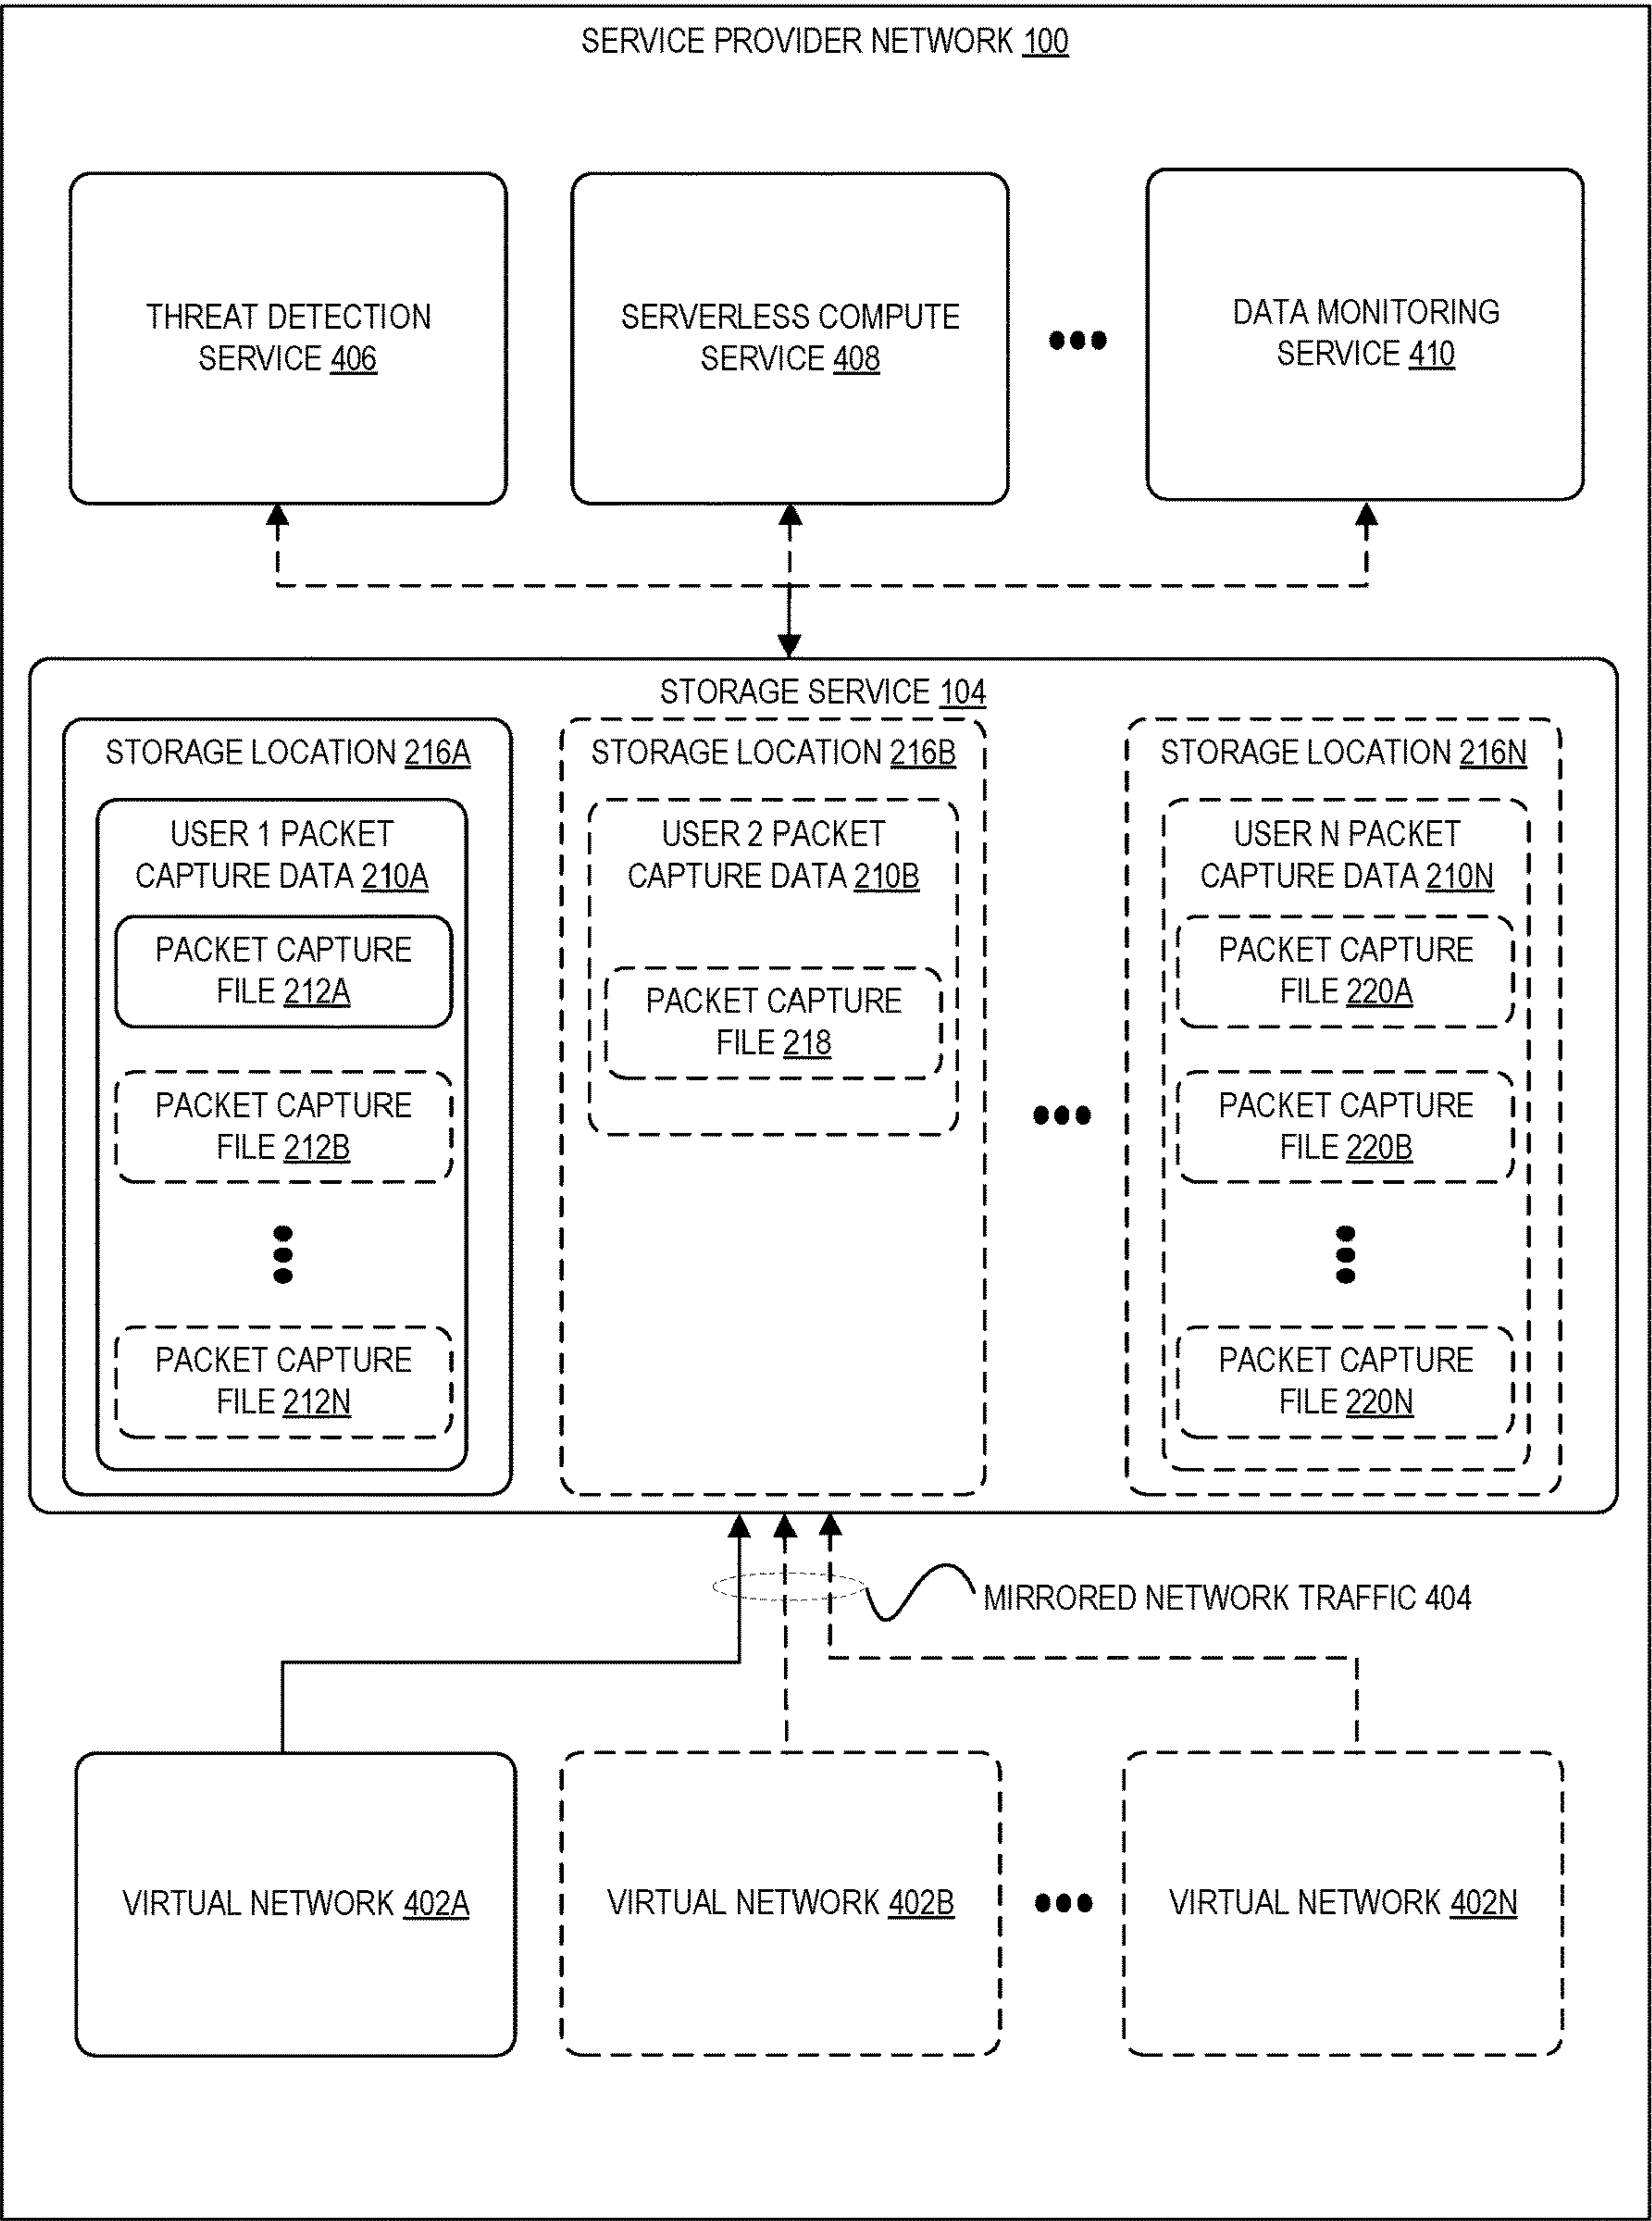 SERVICE PROVIDER NETWORK 100
THREAT DETECTION
SERVICE 406
SERVERLESS COMPUTE
SERVICE 408
DATA MONITORING
SERVICE 410
STORAGE SERVICE 104
STORAGE LOCATION 216A
USER 1 PACKET
CAPTURE DATA 210A
PACKET CAPTURE
FILE 212A
PACKET CAPTURE
FILE 212B
PACKET CAPTURE
FILE 212N
STORAGE LOCATION 216B
USER 2 PACKET
CAPTURE DATA 210B
PACKET CAPTURE
FILE 218
STORAGE LOCATION 216N
USER N PACKET
CAPTURE DATA 210N
PACKET CAPTURE
FILE 220A
PACKET CAPTURE
FILE 220B
PACKET CAPTURE
FILE 220N
MIRRORED NETWORK TRAFFIC 404
VIRTUAL NETWORK 402A
VIRTUAL NETWORK 402B
VIRTUAL NETWORK 402N